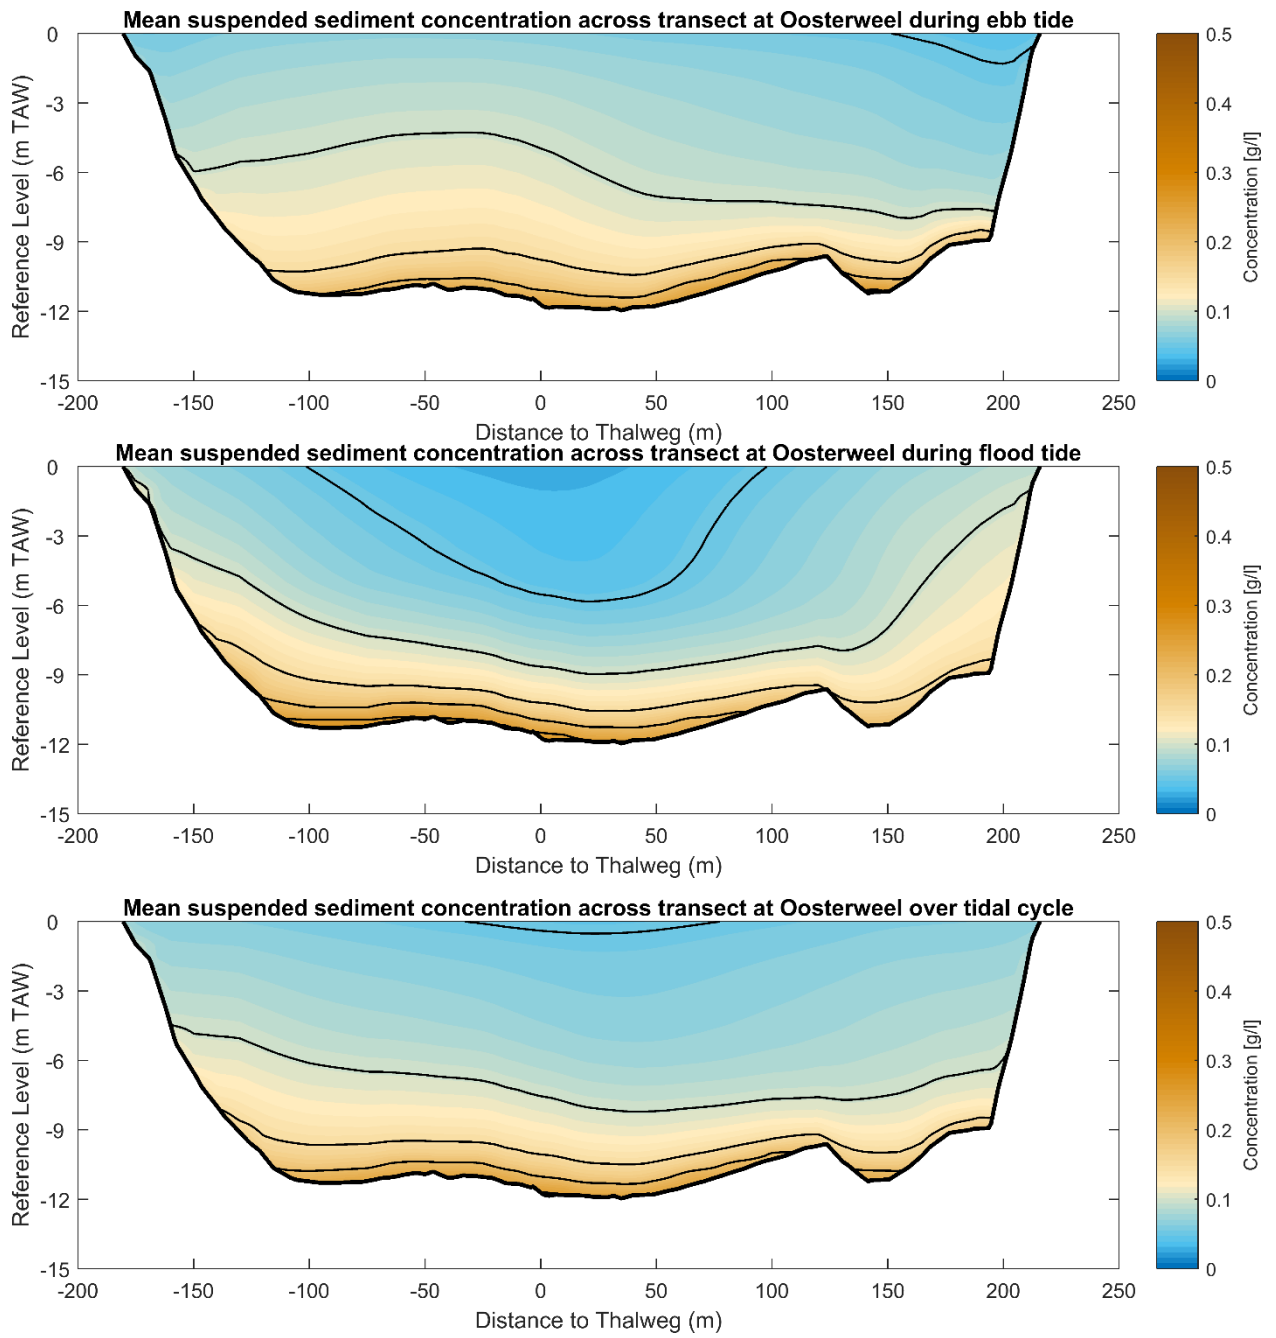 Mean suspended sediment concentration across transect at Oosterweel during ebb tide
0
-3
-6
-9
-12
-15
Reference Level (m TAW)
-200 -150 -100 -50 0 50 100 150 200 250
Distance to Thalweg (m)
0.5
0.4
0.3
0.2
0.1
0
Concentration [g/l]
Mean suspended sediment concentration across transect at Oosterweel during flood tide
0
-3
-6
-9
-12
-15
Reference Level (m TAW)
-200 -150 -100 -50 0 50 100 150 200 250
Distance to Thalweg (m)
0.5
0.4
0.3
0.2
0.1
0
Concentration [g/l]
Mean suspended sediment concentration across transect at Oosterweel over tidal cycle
0
-3
-6
-9
-12
-15
Reference Level (m TAW)
-200 -150 -100 -50 0 50 100 150 200 250
Distance to Thalweg (m)
0.5
0.4
0.3
0.2
0.1
0
Concentration [g/l]